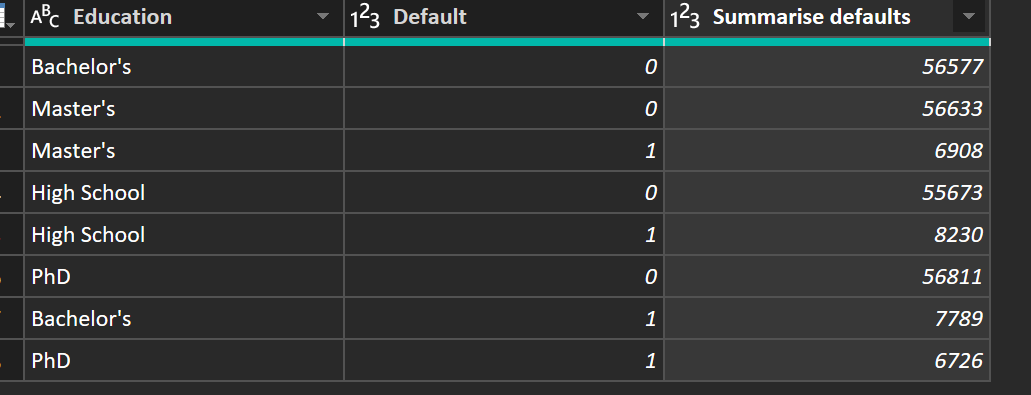 ABC Education 123 Default 123 Summarise defaults
Bachelor's 0 56577
Master's 0 56633
Master's 1 6908
High School 0 55673
High School 1 8230
PhD 0 56811
Bachelor's 1 7789
PhD 1 6726